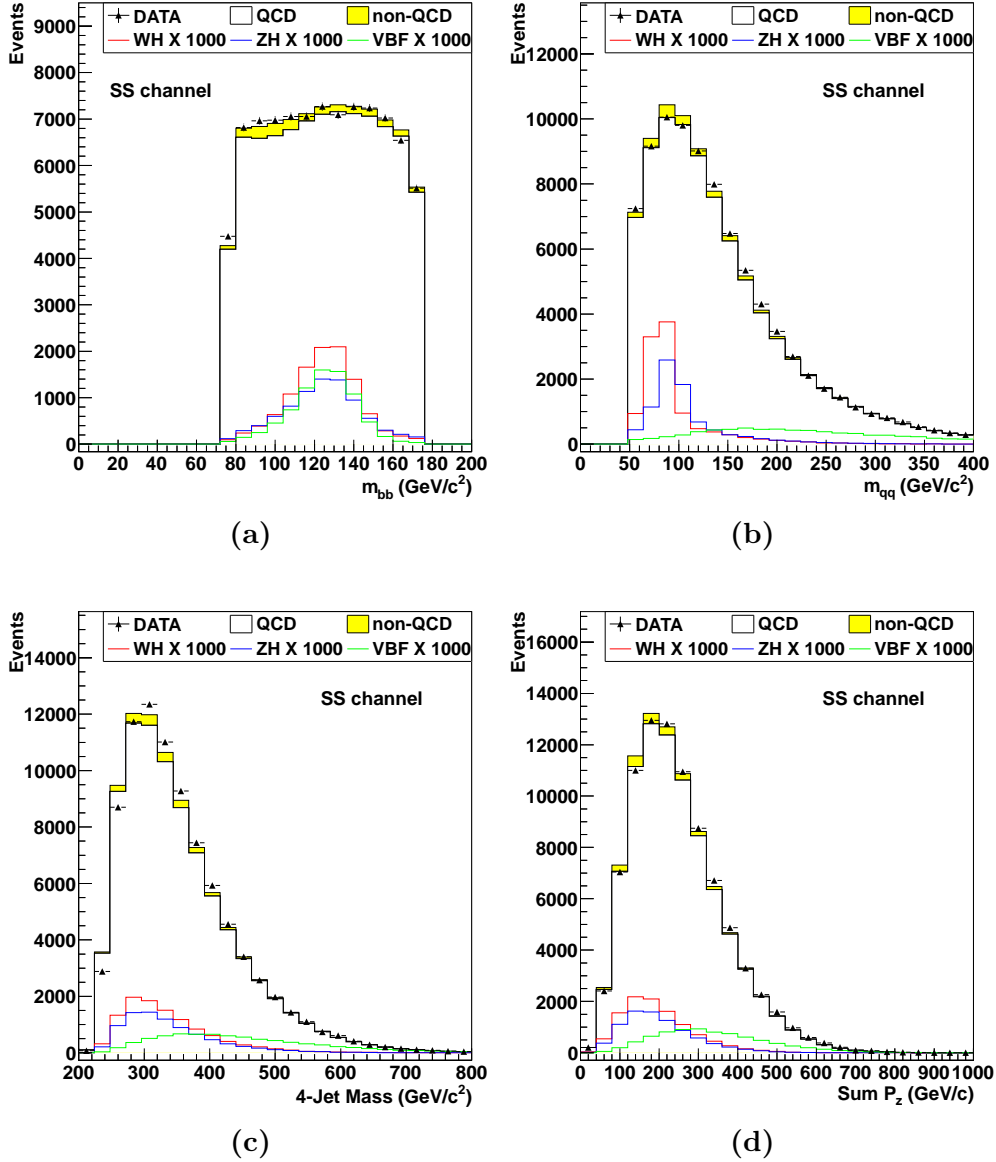 DATA QCD non-QCD
WH X 1000 ZH X 1000 VBF X 1000
Events
SS channel
9000
8000
7000
6000
5000
4000
3000
2000
1000
0
0 20 40 60 80 100 120 140 160 180 200
m_bb (GeV/c²)
(a)
DATA QCD non-QCD
WH X 1000 ZH X 1000 VBF X 1000
Events
SS channel
12000
10000
8000
6000
4000
2000
0
0 50 100 150 200 250 300 350 400
m_qq (GeV/c²)
(b)
DATA QCD non-QCD
WH X 1000 ZH X 1000 VBF X 1000
Events
SS channel
14000
12000
10000
8000
6000
4000
2000
0
200 300 400 500 600 700 800
4-Jet Mass (GeV/c²)
(c)
DATA QCD non-QCD
WH X 1000 ZH X 1000 VBF X 1000
Events
SS channel
16000
14000
12000
10000
8000
6000
4000
2000
0
0 100 200 300 400 500 600 700 800 900 1000
Sum P_z (GeV/c)
(d)